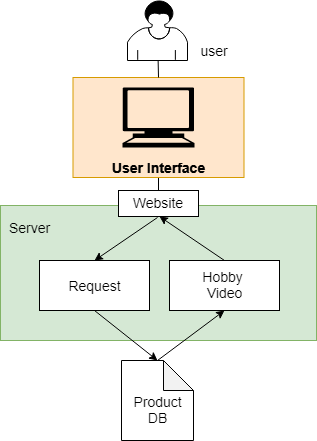 user
User Interface
Website
Server
Request
Hobby
Video
Product
DB